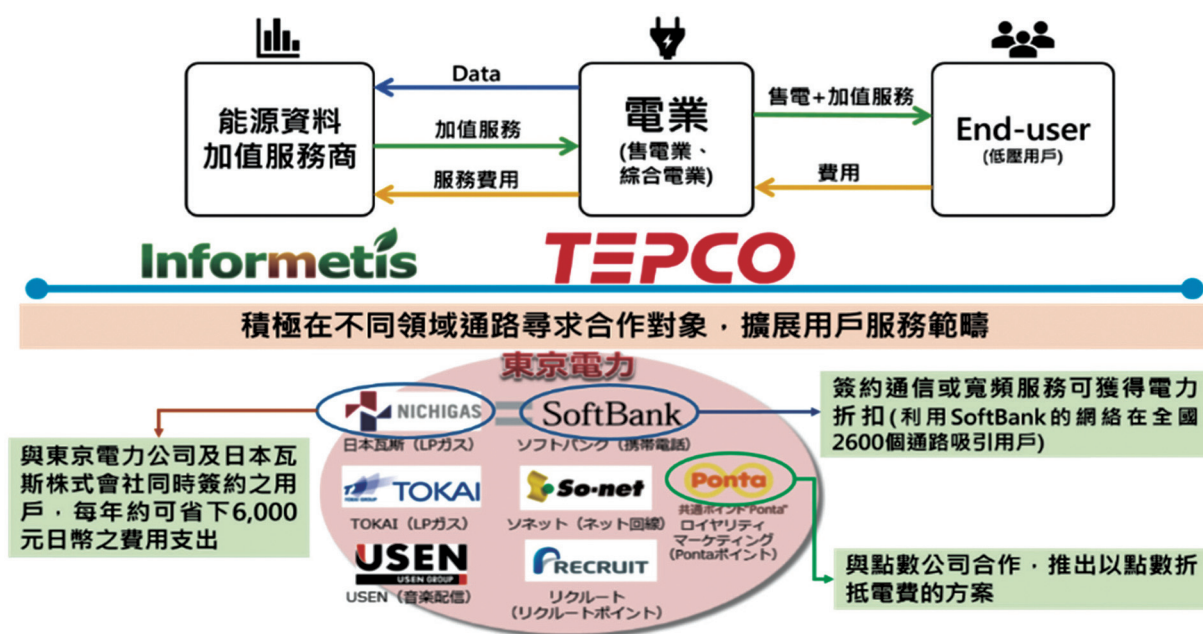 Data
加值服務
服務費用
能源資料
加值服務商
電業
(售電業、
綜合電業)
售電+加值服務
費用
End-user
(低壓用戶)
Informetis
TEPCO
積極在不同領域通路尋求合作對象，擴展用戶服務範疇
東京電力
NICHIGAS
日本瓦斯（LPガス）
SoftBank
ソフトバンク（携帯電話）
TOKAI
TOKAI（LPガス）
So-net
ソネット（ネット回線）
Ponta
共通ポイント"Ponta"
ロイヤリティ
マーケティング
（Pontaポイント）
USEN
USEN GROUP
USEN（音楽配信）
RECRUIT
リクルート
（リクルートポイント）
與東京電力公司及日本瓦
斯株式會社同時簽約之用
戶，每年約可省下6,000
元日幣之費用支出
簽約通信或寬頻服務可獲得電力
折扣(利用SoftBank的網絡在全國
2600個通路吸引用戶)
與點數公司合作，推出以點數折
抵電費的方案